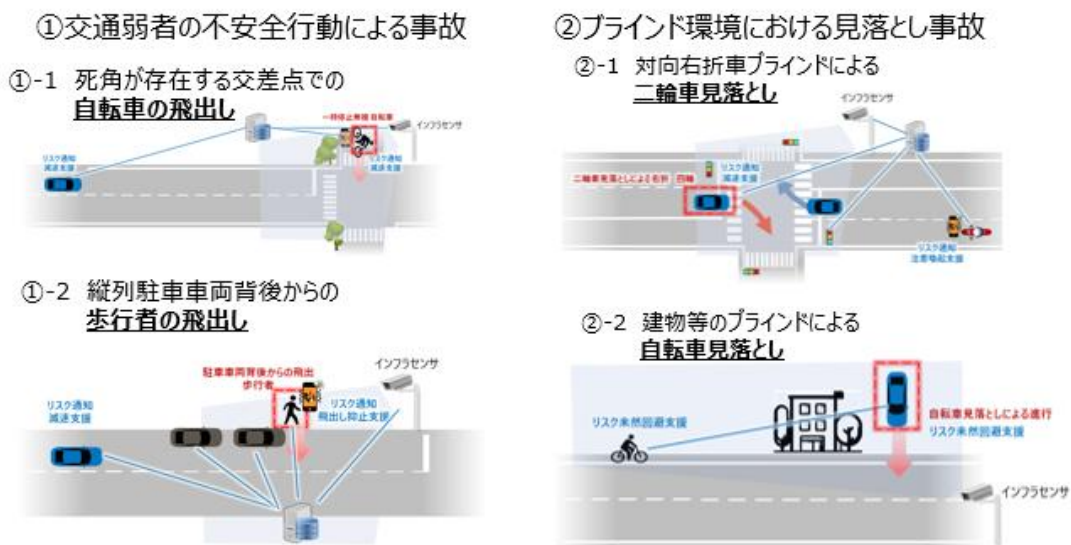 ①交通弱者の不安全行動による事故
①-1 死角が存在する交差点での
自転車の飛出し
一時停止無視 自転車
インフラセンサ
リスク通知
減速支援
リスク通知
減速支援
①-2 縦列駐車車両背後からの
歩行者の飛出し
駐車車両背後からの飛出
歩行者
インフラセンサ
リスク通知
減速支援
リスク通知
飛出し抑止支援
②ブラインド環境における見落とし事故
②-1 対向右折車ブラインドによる
二輪車見落とし
インフラセンサ
リスク通知
減速支援
二輪車見落としによる右折 四輪
リスク通知
注意喚起支援
②-2 建物等のブラインドによる
自転車見落とし
リスク未然回避支援
自転車見落としによる進行
リスク未然回避支援
インフラセンサ